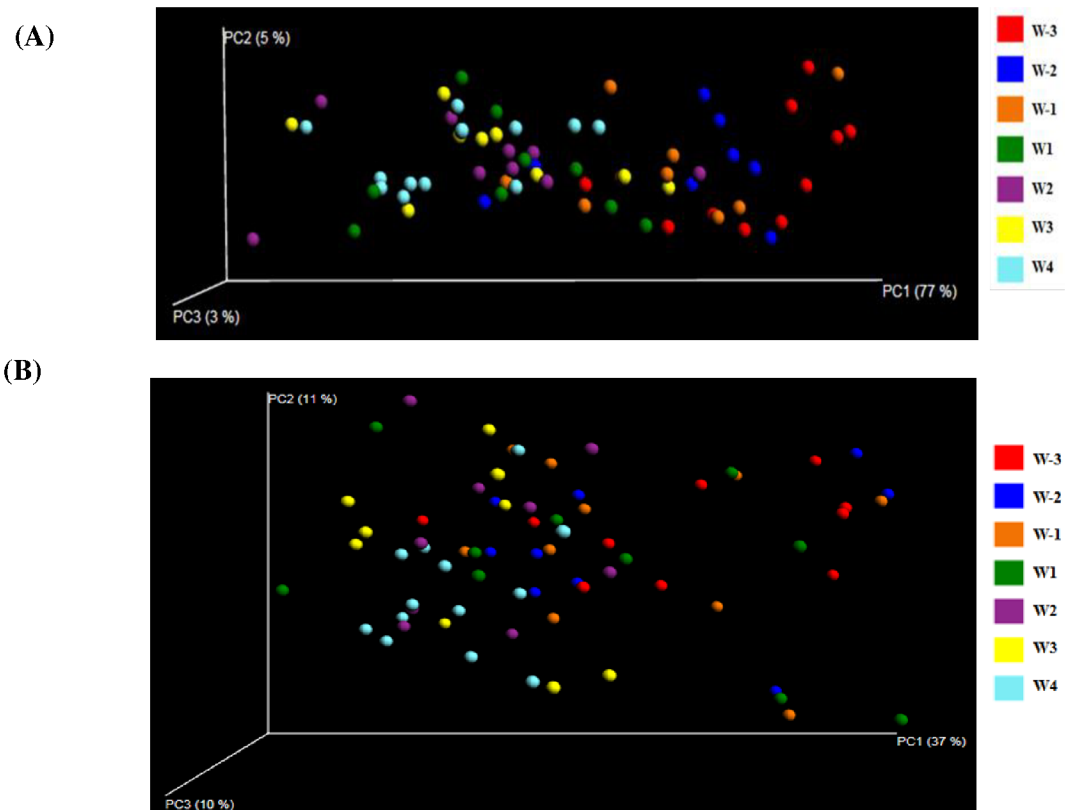 (A)
PC2 (5 %)
PC1 (77 %)
PC3 (3 %)
W-3
W-2
W-1
W1
W2
W3
W4
(B)
PC2 (11 %)
PC1 (37 %)
PC3 (10 %)
W-3
W-2
W-1
W1
W2
W3
W4